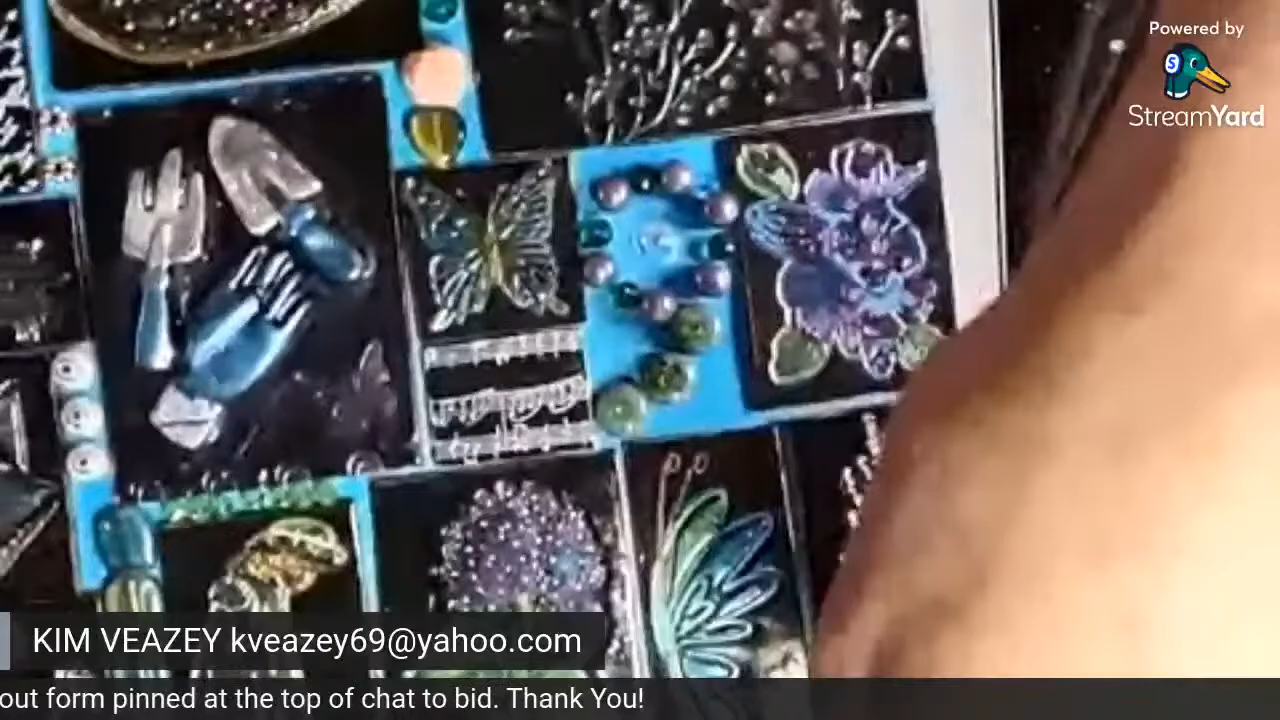 Powered by
StreamYard
KIM VEAZEY kveazey69@yahoo.com
out form pinned at the top of chat to bid. Thank You!